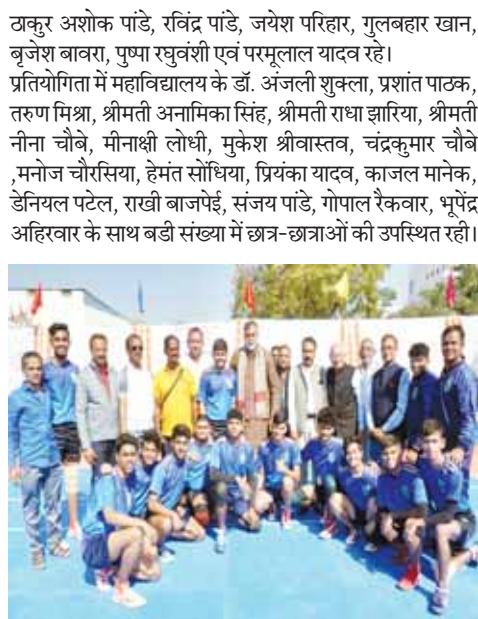 ठाकुर अशोक पांडे, रविंद्र पांडे, जयेश परिहार, गुलबहार खान,
बृजेश बावरा, पुष्पा रघुवंशी एवं परमूलाल यादव रहे।
प्रतियोगिता में महाविद्यालय के डॉ. अंजली शुक्ला, प्रशांत पाठक,
तरुण मिश्रा, श्रीमती अनामिका सिंह, श्रीमती राधा झारिया, श्रीमती
नीना चौबे, मीनाक्षी लोधी, मुकेश श्रीवास्तव, चंद्रकुमार चौबे
,मनोज चौरसिया, हेमंत सोंधिया, प्रियंका यादव, काजल मानेक,
डेनियल पटेल, राखी बाजपेई, संजय पांडे, गोपाल रैकवार, भूपेंद्र
अहिरवार के साथ बडी संख्या में छात्र-छात्राओं की उपस्थित रही।